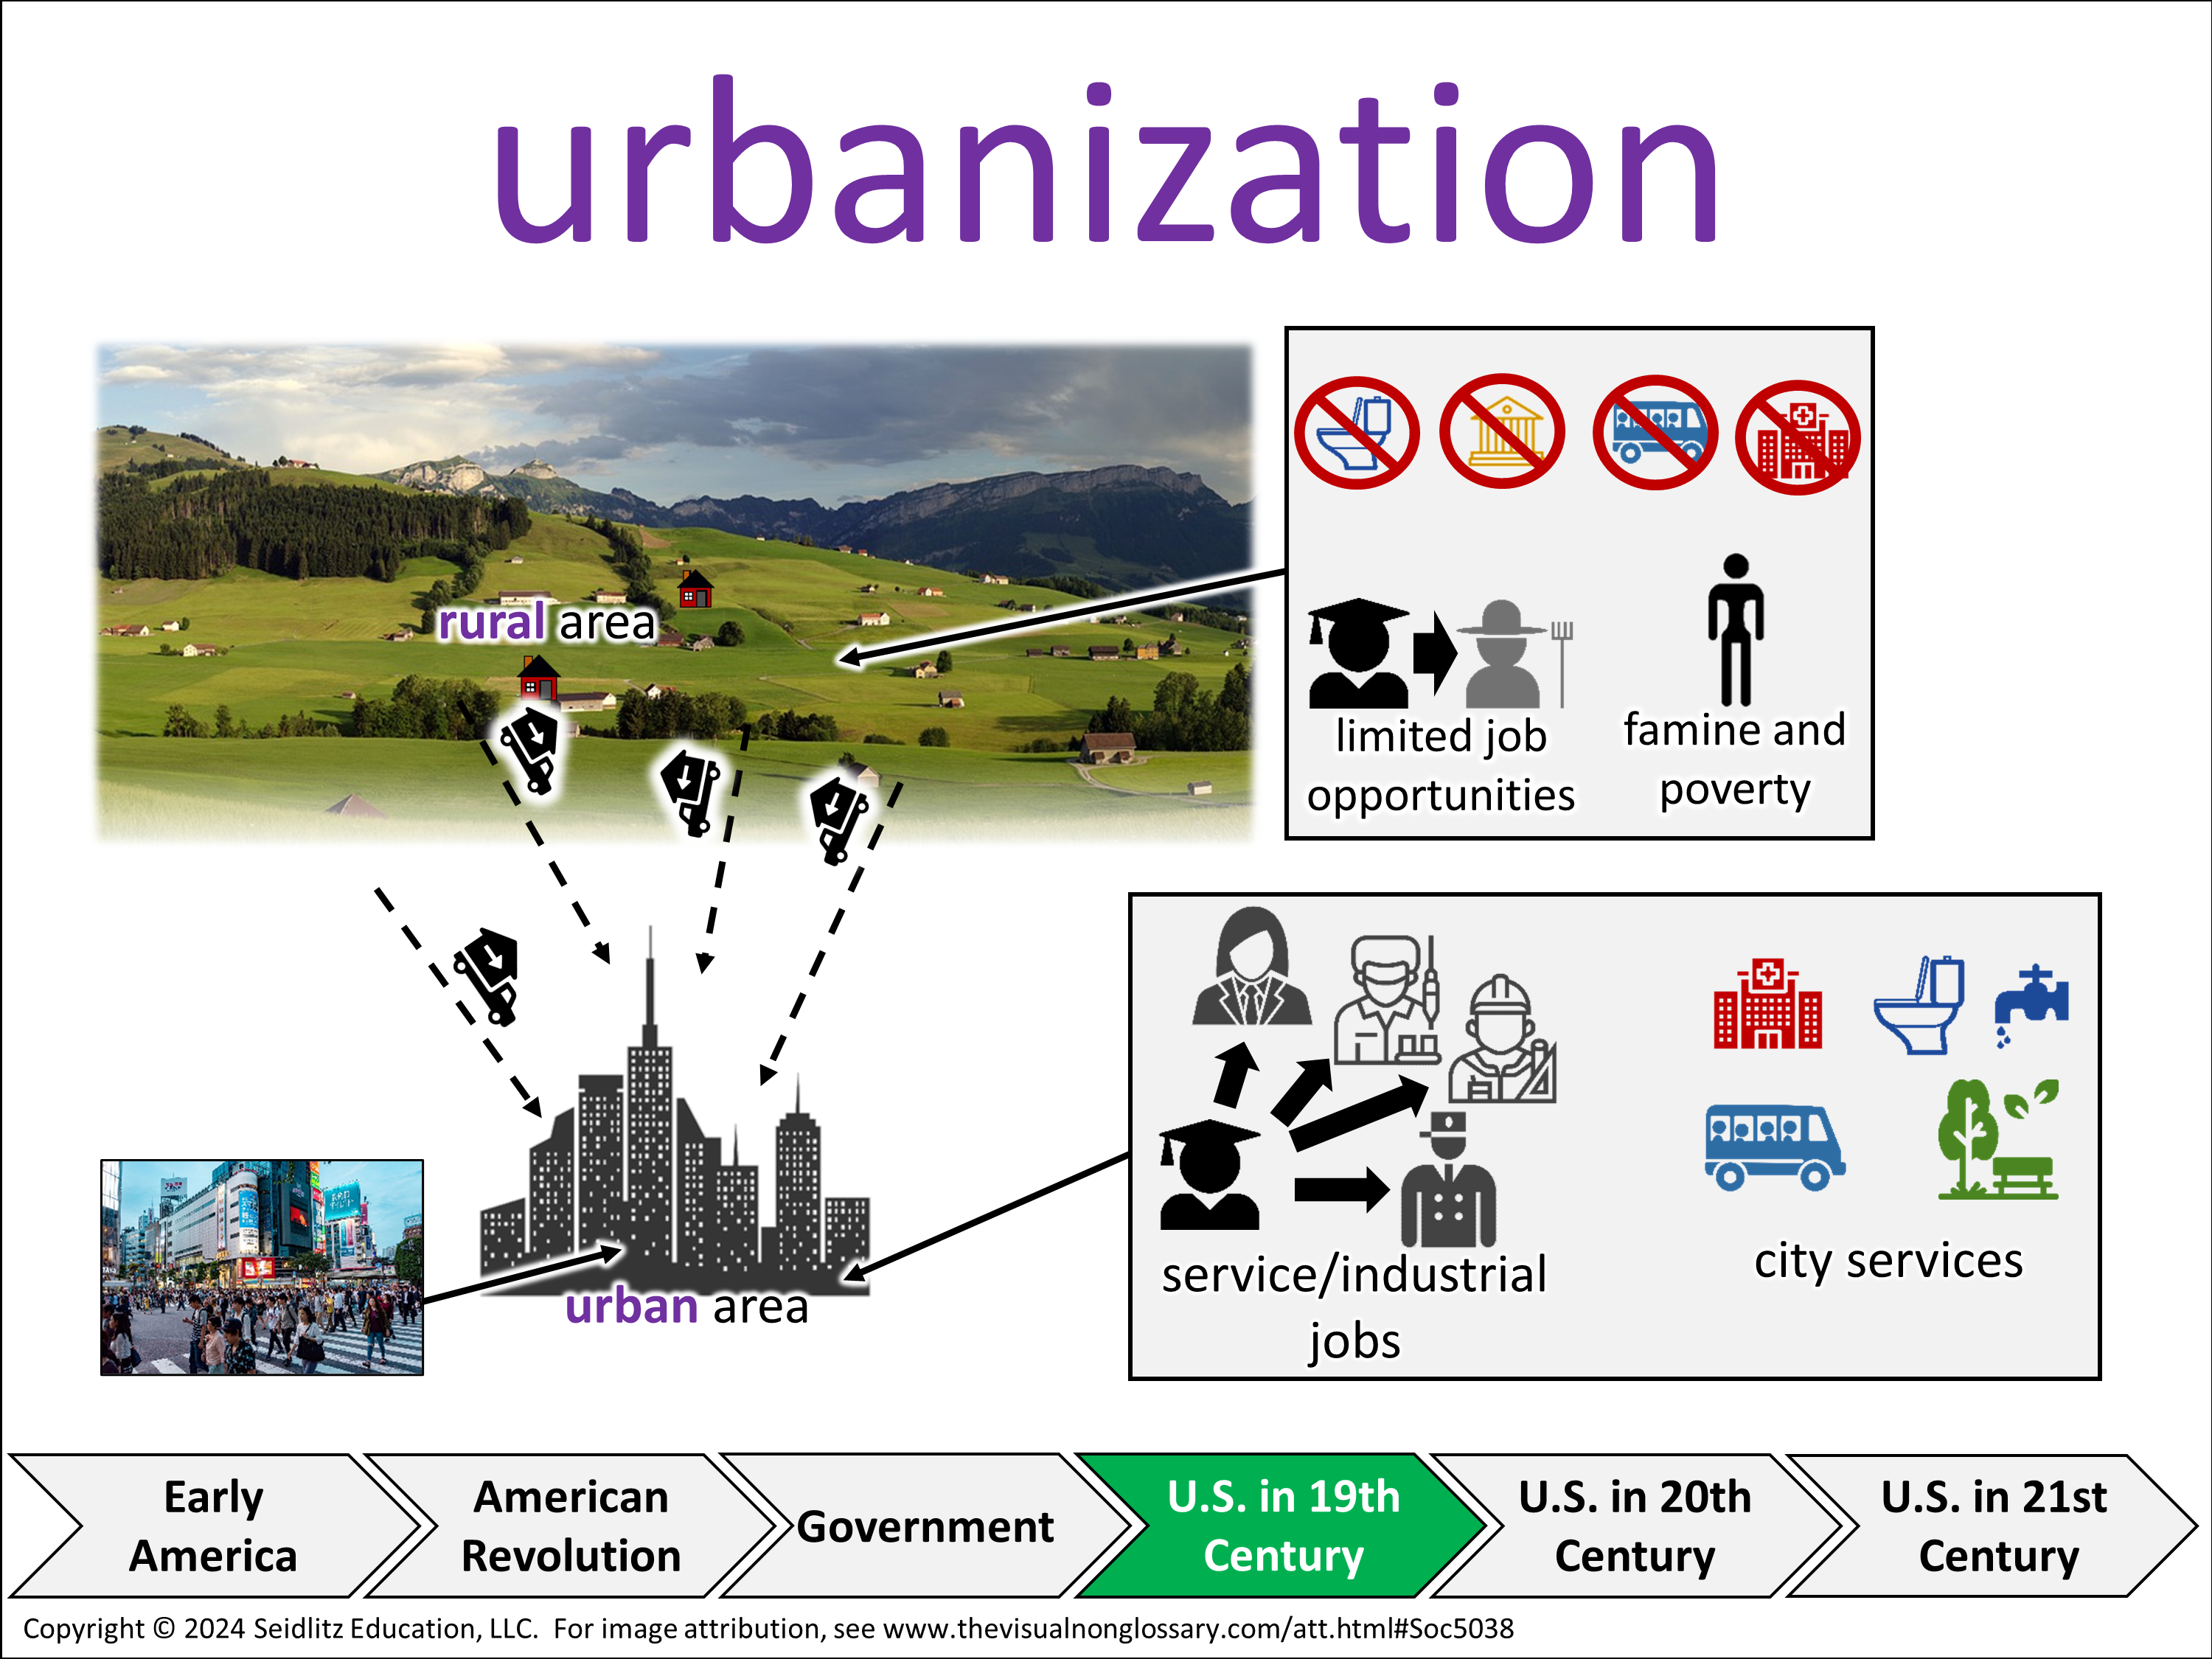 urbanization
rural area
limited job
opportunities
famine and
poverty
urban area
service/industrial
jobs
city services
Early
America
American
Revolution
Government
U.S. in 19th
Century
U.S. in 20th
Century
U.S. in 21st
Century
Copyright © 2024 Seidlitz Education, LLC.  For image attribution, see www.thevisualnonglossary.com/att.html#Soc5038